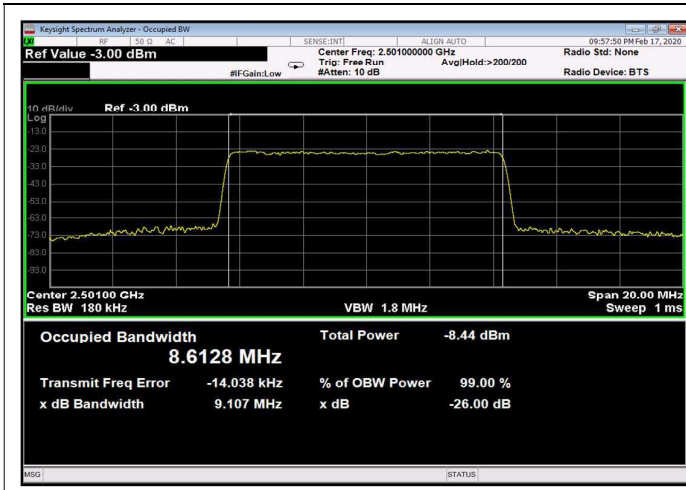 Keysight Spectrum Analyzer - Occupied BW
LXI RF 50 Ω AC SENSE:INT ALIGN AUTO 09:57:50 PM Feb 17, 2020
Ref Value -3.00 dBm
Center Freq: 2.501000000 GHz Radio Std: None
Trig: Free Run Avg|Hold:>200/200
#IFGain:Low #Atten: 10 dB Radio Device: BTS
10 dB/div Ref -3.00 dBm
Log
-13.0
-23.0
-33.0
-43.0
-53.0
-63.0
-73.0
-83.0
-93.0
Center 2.50100 GHz Span 20.00 MHz
Res BW 180 kHz VBW 1.8 MHz Sweep 1 ms
Occupied Bandwidth Total Power -8.44 dBm
8.6128 MHz
Transmit Freq Error -14.038 kHz % of OBW Power 99.00 %
x dB Bandwidth 9.107 MHz x dB -26.00 dB
MSG STATUS